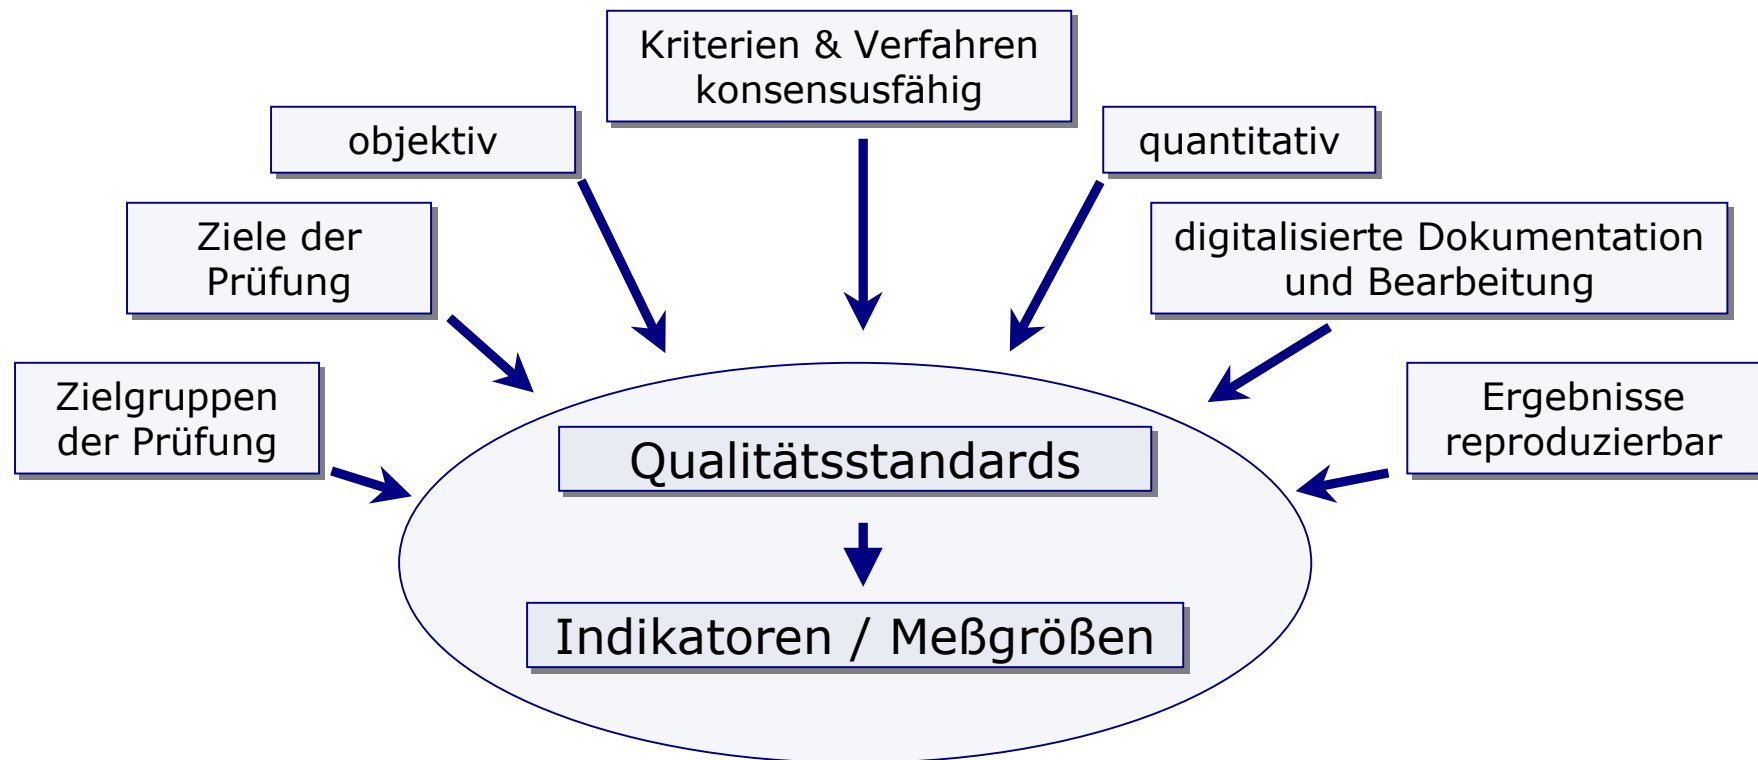 Kriterien & Verfahren
konsensusfähig
objektiv
quantitativ
Ziele der
Prüfung
digitalisierte Dokumentation
und Bearbeitung
Zielgruppen
der Prüfung
Ergebnisse
reproduzierbar
Qualitätsstandards
Indikatoren / Meßgrößen